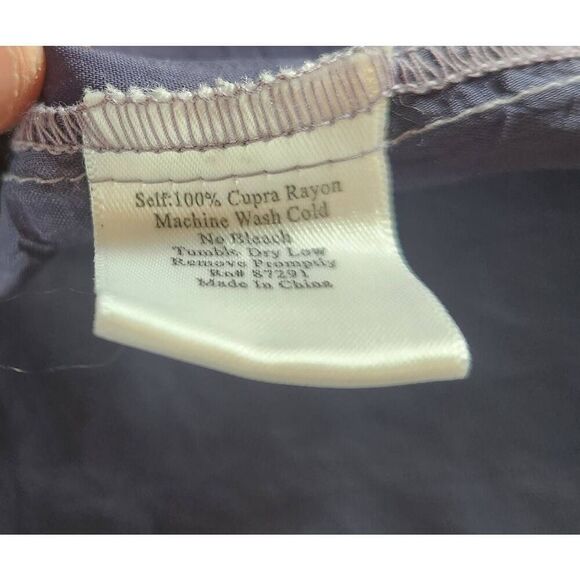 Self:100% Cupra Rayon
Machine Wash Cold
No Bleach
Tumble Dry Low
Remove Promptly
Rn# 87291
Made In China